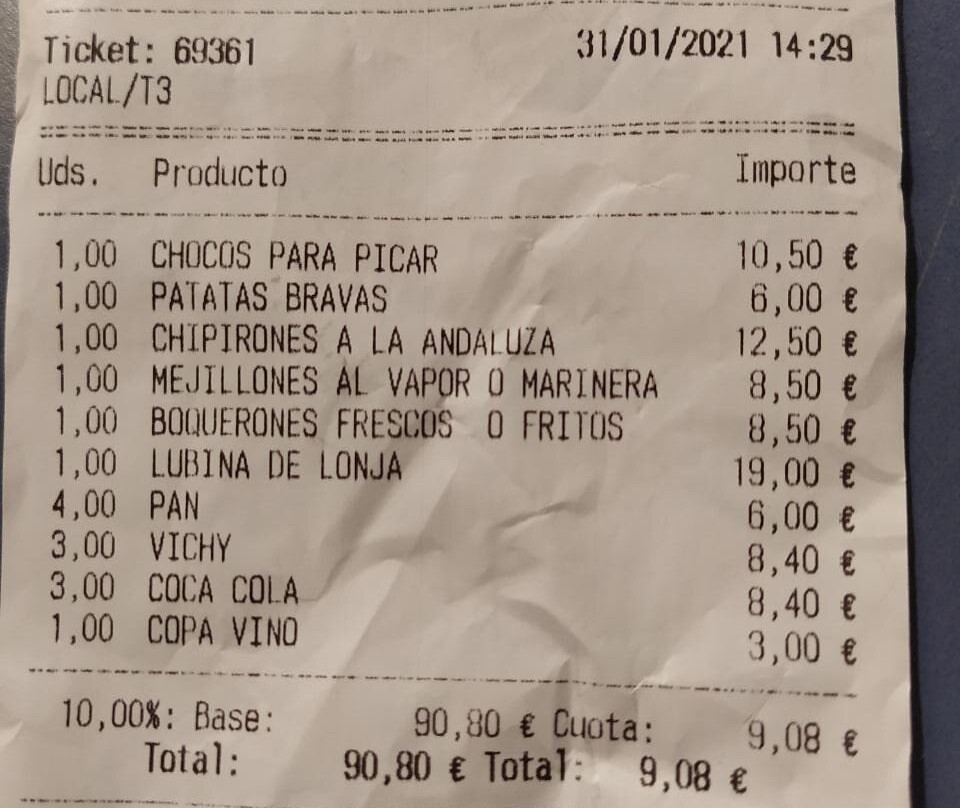 Ticket: 69361 31/01/2021 14:29
LOCAL/T3
Uds. Producto Importe
1,00 CHOCOS PARA PICAR 10,50 €
1,00 PATATAS BRAVAS 6,00 €
1,00 CHIPIRONES A LA ANDALUZA 12,50 €
1,00 MEJILLONES AL VAPOR O MARINERA 8,50 €
1,00 BOQUERONES FRESCOS O FRITOS 8,50 €
1,00 LUBINA DE LONJA 19,00 €
4,00 PAN 6,00 €
3,00 VICHY 8,40 €
3,00 COCA COLA 8,40 €
1,00 COPA VINO 3,00 €
10,00%: Base: 90,80 € Cuota: 9,08 €
Total: 90,80 € Total: 9,08 €